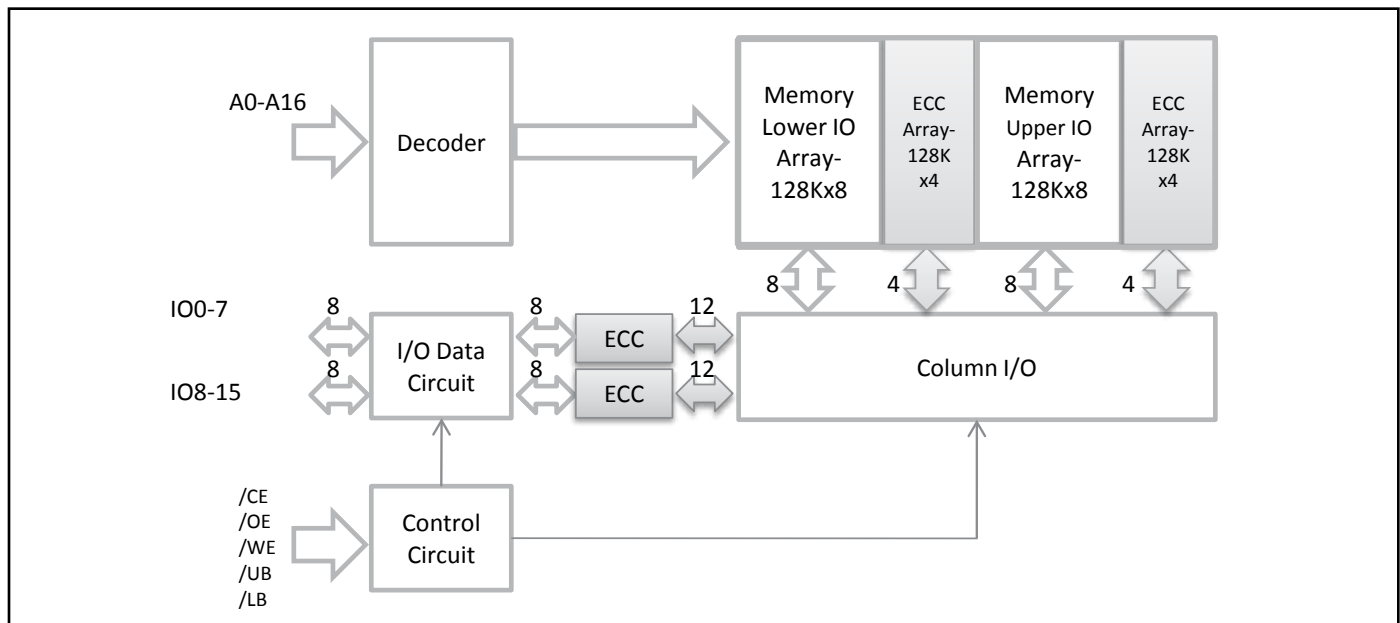 A0-A16
Decoder
Memory
Lower IO
Array-
128Kx8
ECC
Array-
128K
x4
Memory
Upper IO
Array-
128Kx8
ECC
Array-
128K
x4
8
4
8
4
IO0-7
8
8
12
I/O Data
Circuit
ECC
Column I/O
IO8-15
8
8
12
ECC
/CE
/OE
/WE
/UB
/LB
Control
Circuit